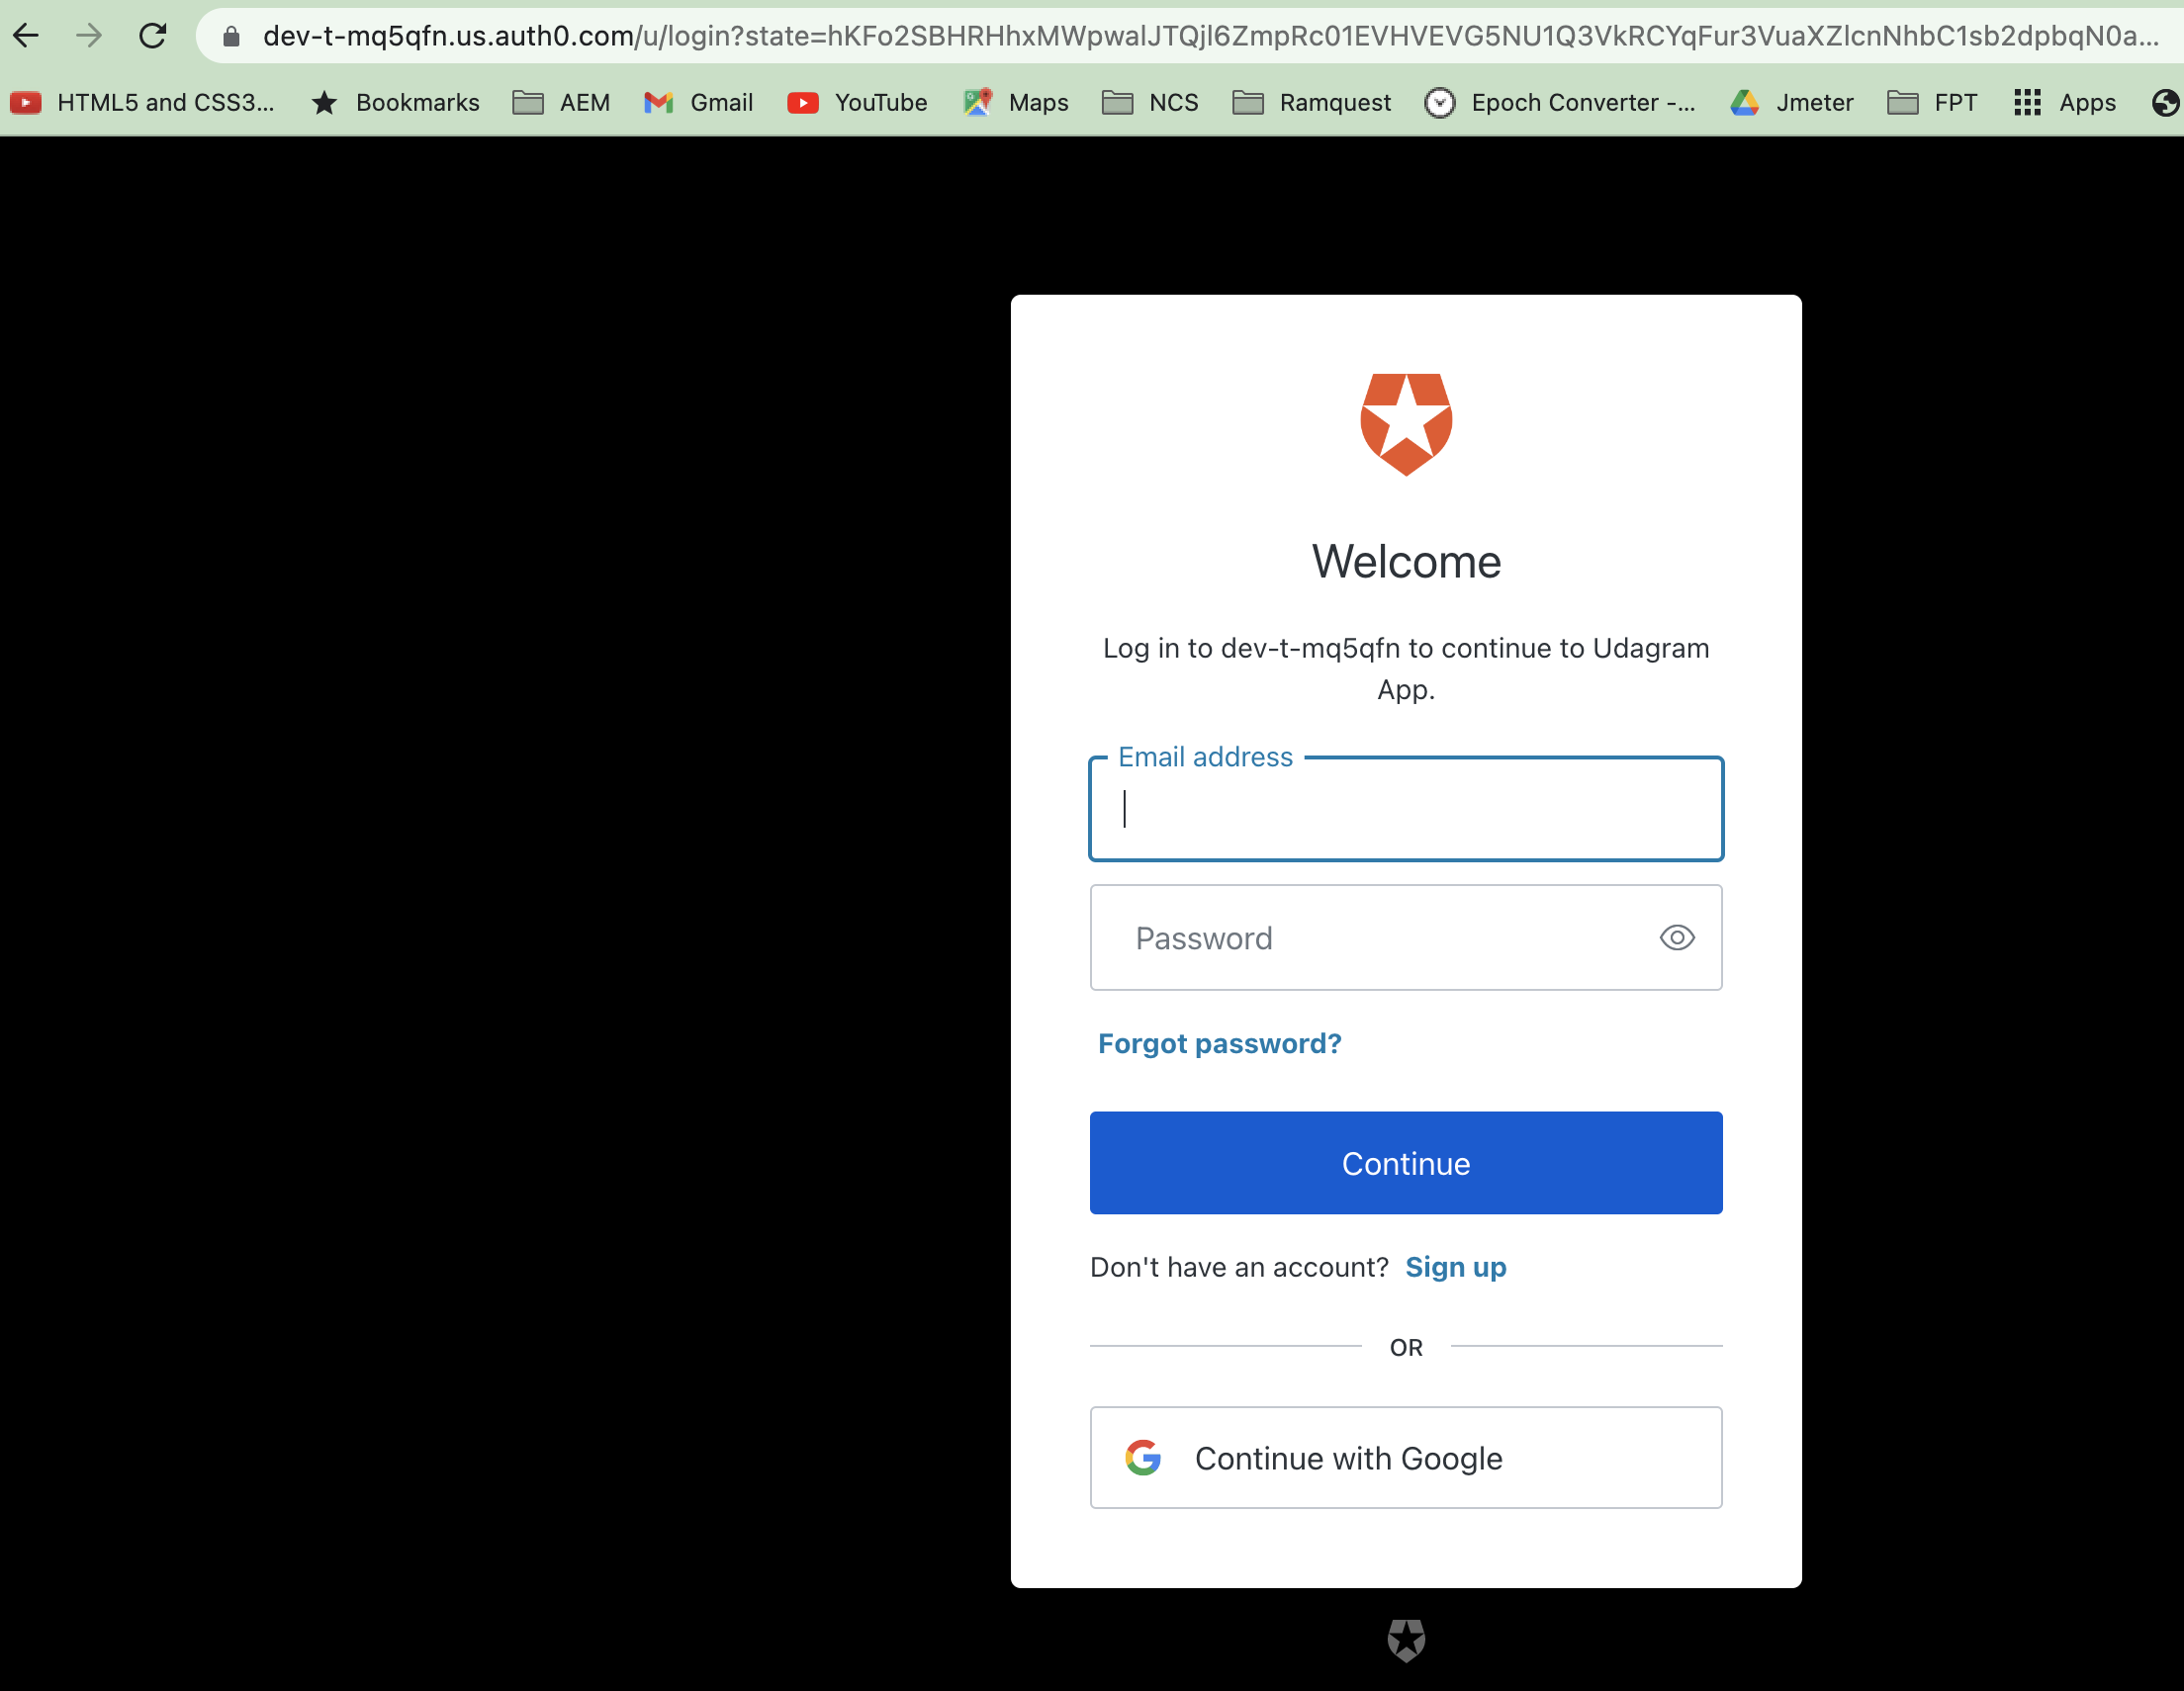 dev-t-mq5qfn.us.auth0.com/u/login?state=hKFo2SBHRHhxMWpwalJTQjl6ZmpRc01EVHVEVG5NU1Q3VkRCYqFur3VuaXZlcnNhbC1sb2dpbqN0a...
HTML5 and CSS3... Bookmarks AEM Gmail YouTube Maps NCS Ramquest Epoch Converter -... Jmeter FPT Apps
Welcome
Log in to dev-t-mq5qfn to continue to Udagram
App.
Email address
Password
Forgot password?
Continue
Don't have an account? Sign up
OR
Continue with Google